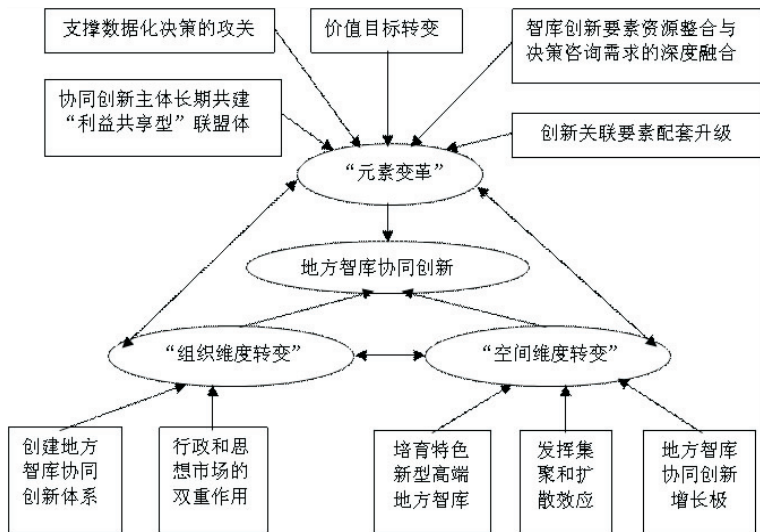 支撑数据化决策的攻关
价值目标转变
智库创新要素资源整合与
决策咨询需求的深度融合
协同创新主体长期共建
“利益共享型”联盟体
创新关联要素配套升级
“元素变革”
地方智库协同创新
“组织维度转变”
“空间维度转变”
创建地方
智库协同
创新体系
行政和思
想市场的
双重作用
培育特色
新型高端
地方智库
发挥集
聚和扩
散效应
地方智库
协同创新
增长极